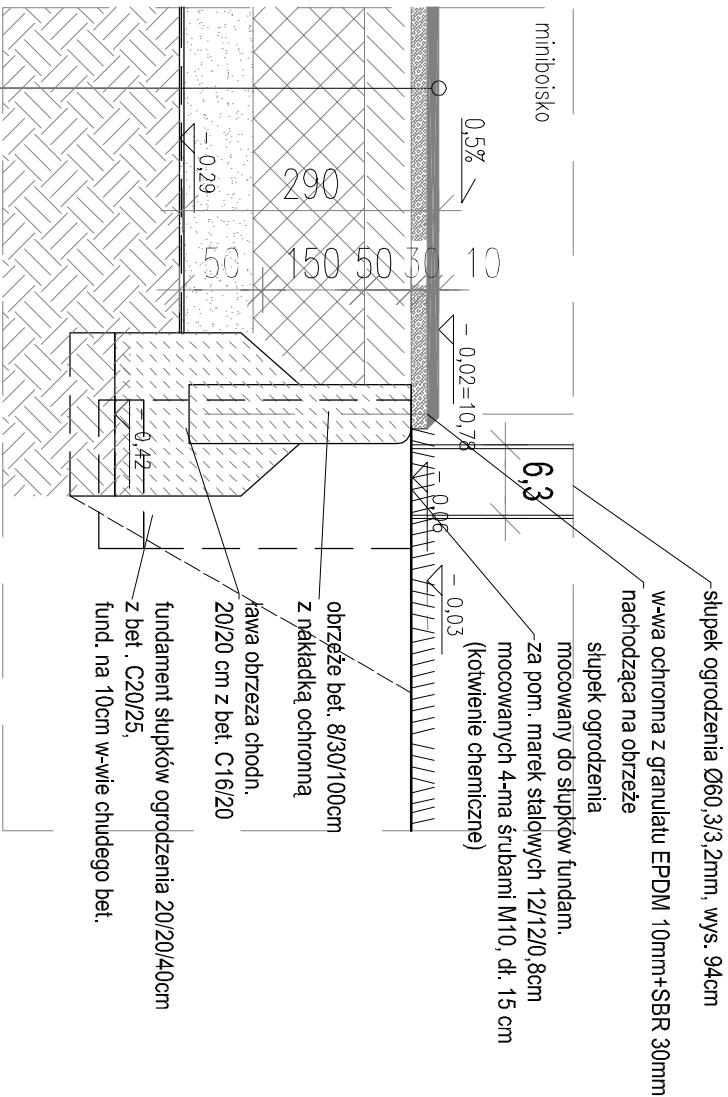 słupek ogrodzenia Ø60,3/3,2mm, wys. 94cm
w-wa ochronna z granulatu EPDM 10mm+SBR 30mm
nachodząca na obrzeże
słupek ogrodzenia
mocowany do słupków fundam.
za pom. marek stalowych 12/12/0,8cm
mocowanych 4-ma śrubami M10, dł. 15 cm
(kotwienie chemiczne)
obrzeże bet. 8/30/100cm
z nakładką ochronną
ława obrzeża chodn.
20/20 cm z bet. C16/20
fundament słupków ogrodzenia 20/20/40cm
z bet . C20/25,
fund. na 10cm w-wie chudego bet.
miniboisko
0,5%
6,3
- 0,02=10,78
- 0,06
- 0,03
10
30
50
150
50
290
- 0,29
- 0,42